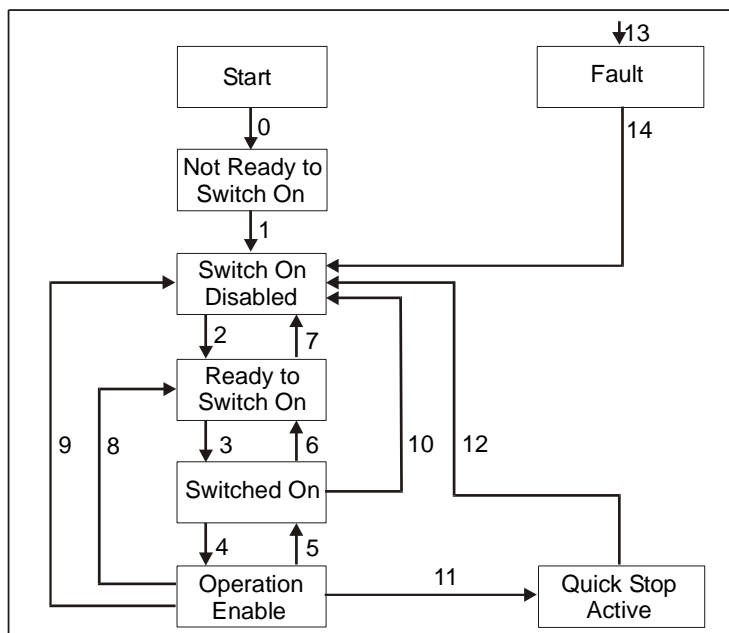 13
Start
Fault
0
14
Not Ready to
Switch On
1
Switch On
Disabled
2
7
Ready to
Switch On
9
8
3
6
10
12
Switched On
4
5
11
Operation
Enable
Quick Stop
Active